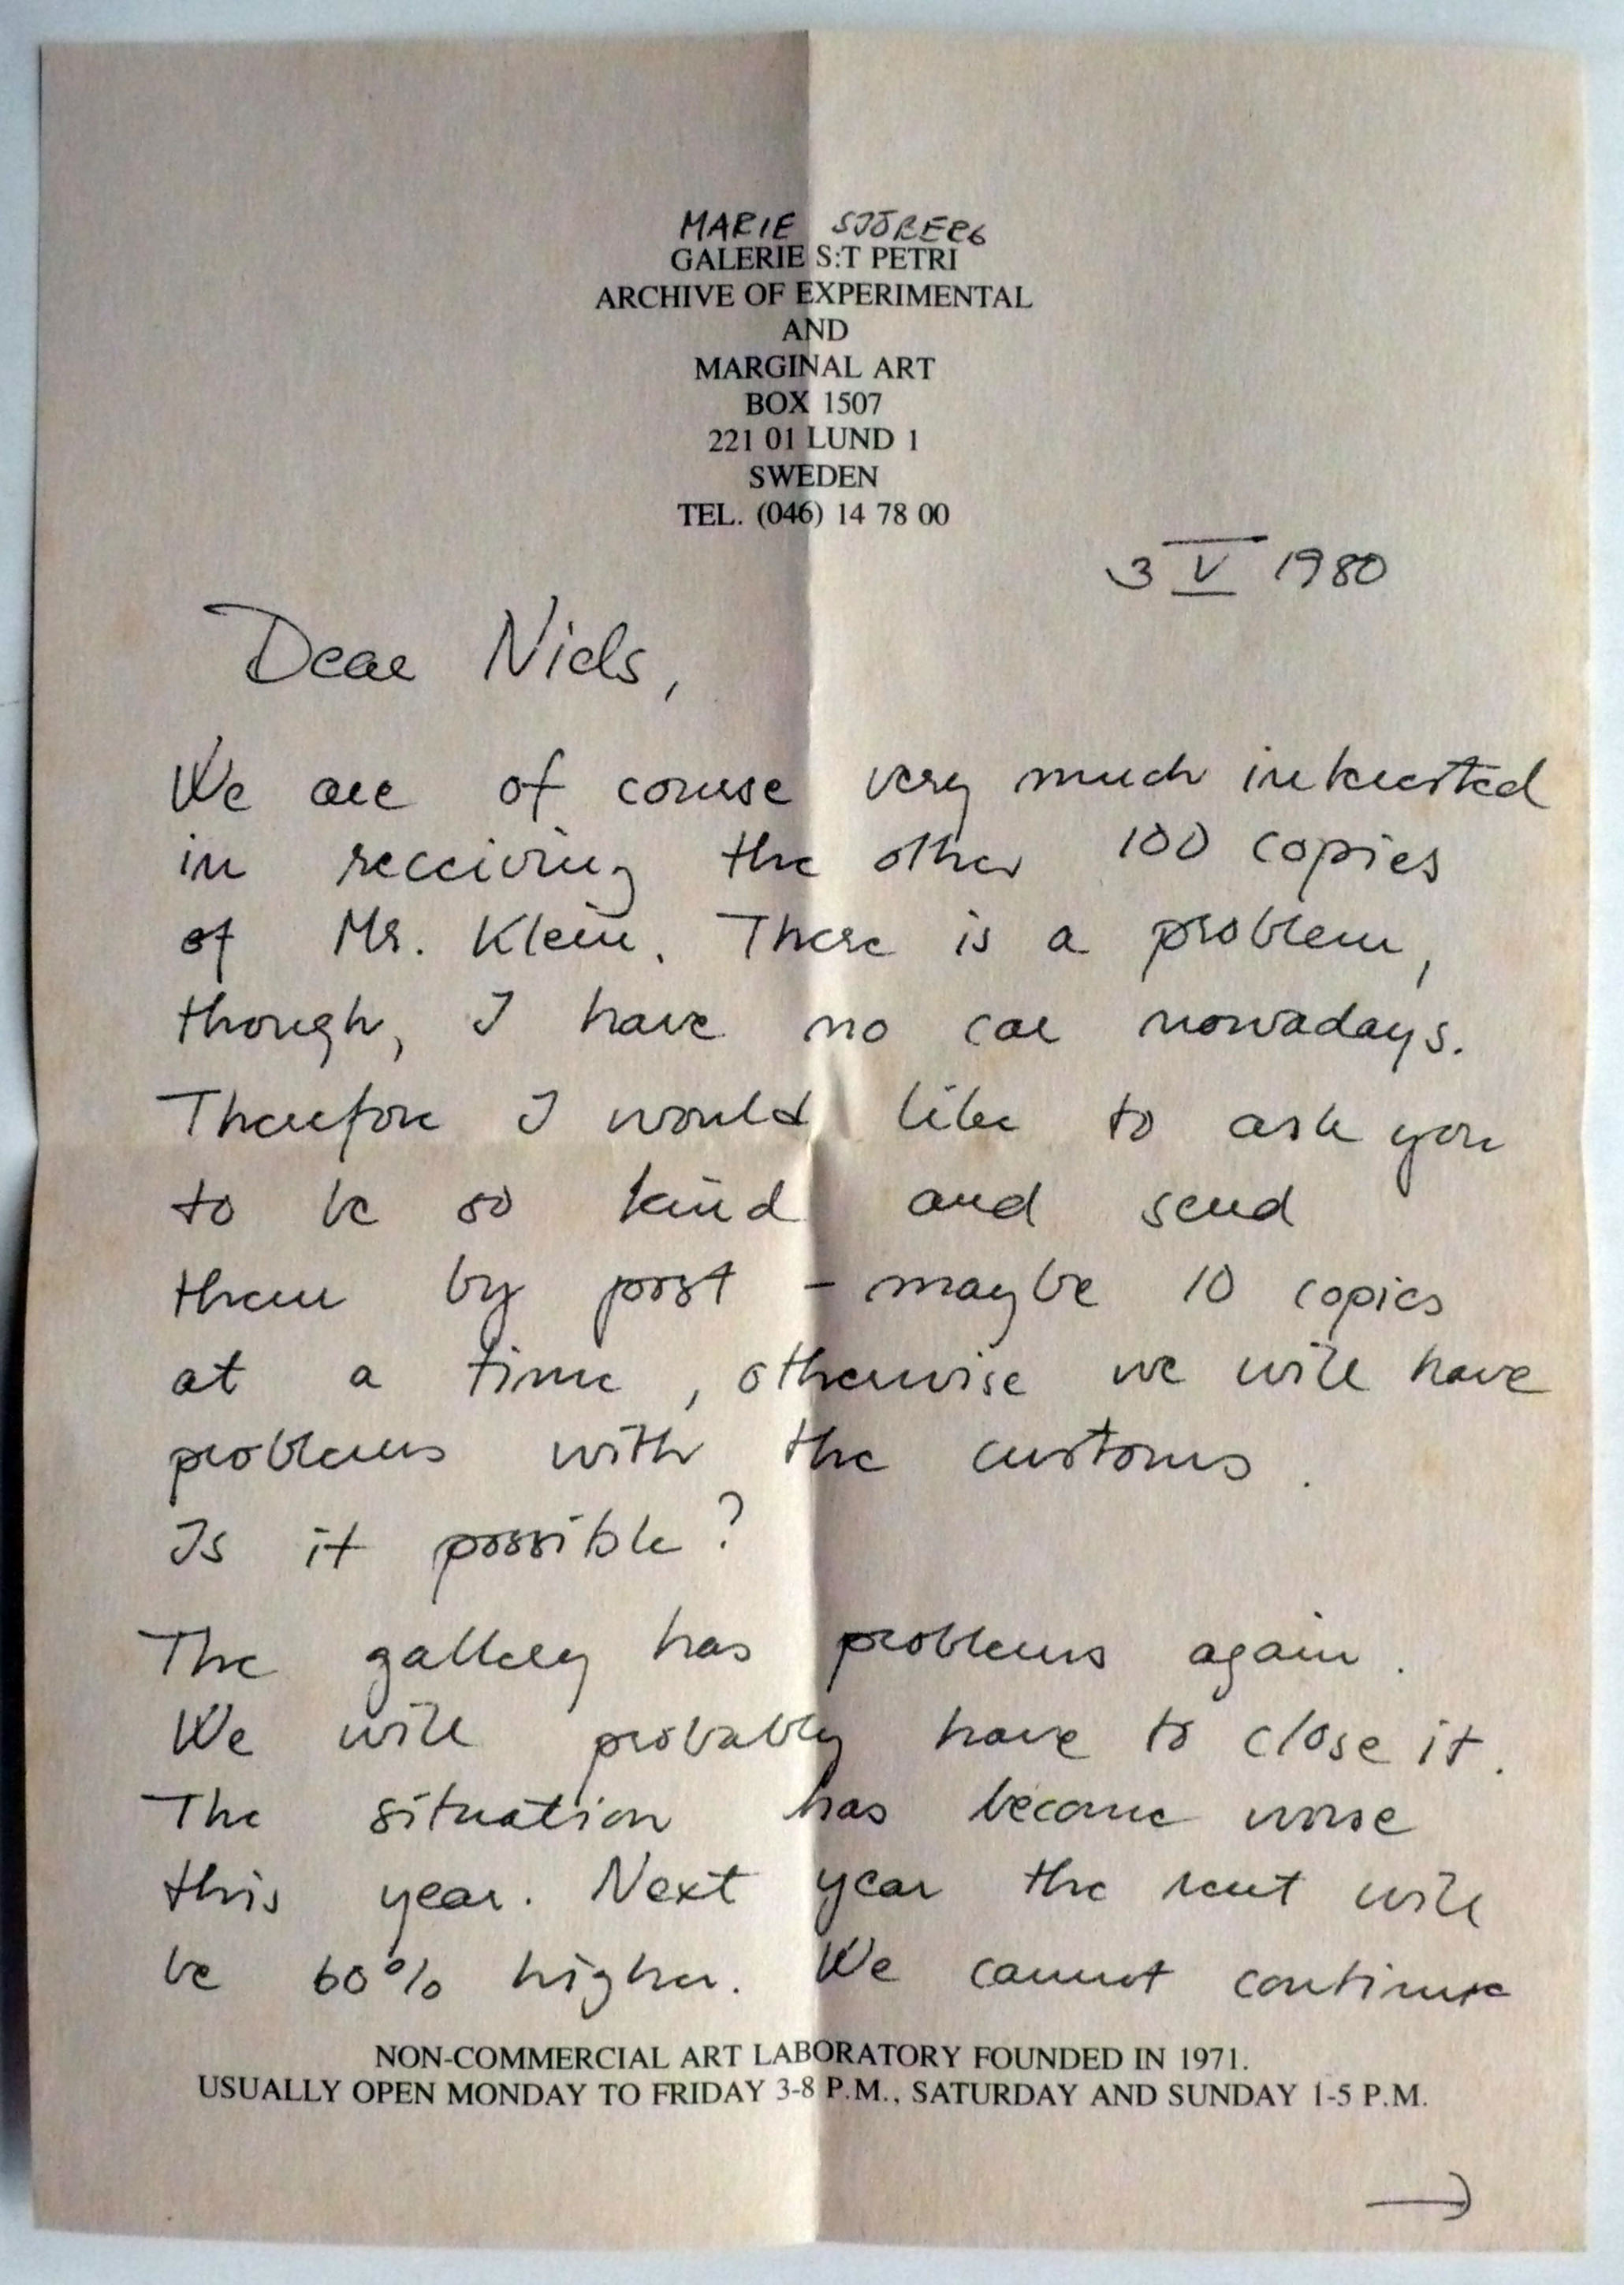 MARIE SJÖBERG
GALERIE S:T PETRI
ARCHIVE OF EXPERIMENTAL
AND
MARGINAL ART
BOX 1507
221 01 LUND 1
SWEDEN
TEL. (046) 14 78 00
3 V 1980
Dear Niels,
We are of course very much interested
in receiving the other 100 copies
of Mr. Klein. There is a problem,
though, I have no car nowadays.
Therefore I would like to ask you
to be so kind and send
them by post – maybe 10 copies
at a time, otherwise we will have
problems with the customs.
Is it possible?
The gallery has problems again.
We will probably have to close it.
The situation has become worse
this year. Next year the rent will
be 60% higher. We cannot continue
NON-COMMERCIAL ART LABORATORY FOUNDED IN 1971.
USUALLY OPEN MONDAY TO FRIDAY 3-8 P.M., SATURDAY AND SUNDAY 1-5 P.M.
→